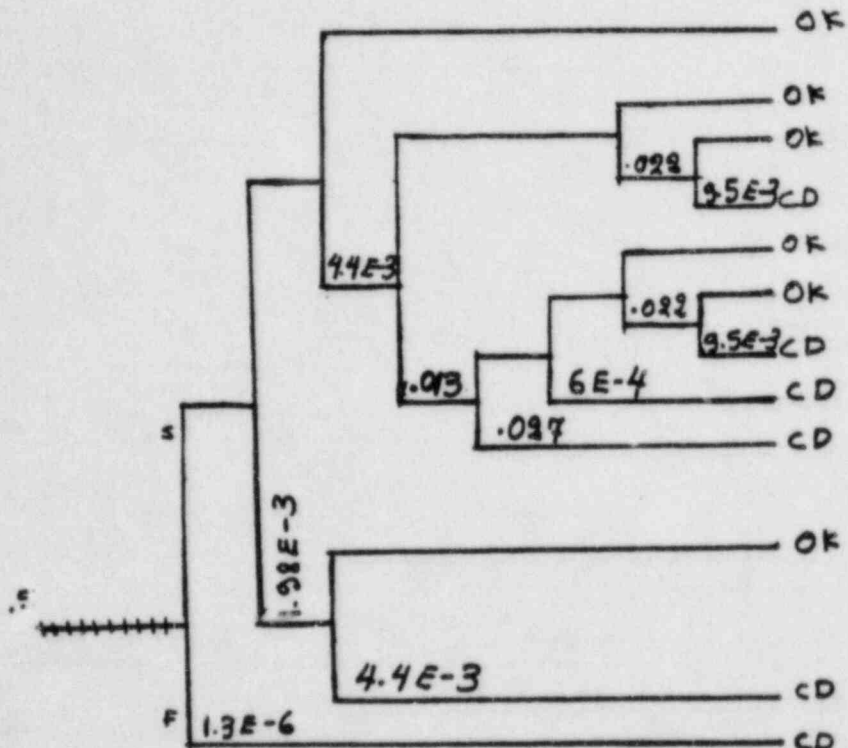 OK
OK
OK
.022
9.5E-3 CD
4.4E-3
OK
OK
.022
9.5E-3 CD
.013
6E-4
CD
.027
CD
S
1.98E-3
OK
4.4E-3
CD
F
1.3E-6
CD